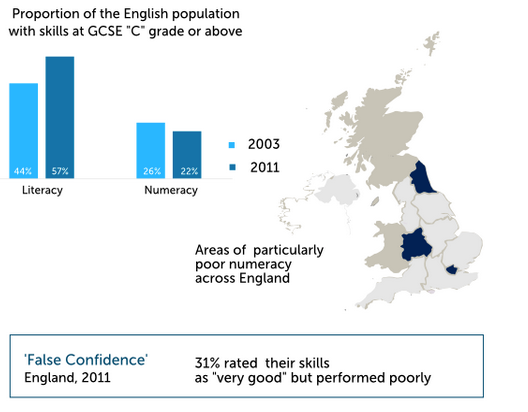 Proportion of the English population
with skills at GCSE "C" grade or above
44%
57%
26%
22%
Literacy
Numeracy
2003
2011
Areas of particularly
poor numeracy
across England
'False Confidence'
England, 2011
31% rated their skills
as "very good" but performed poorly